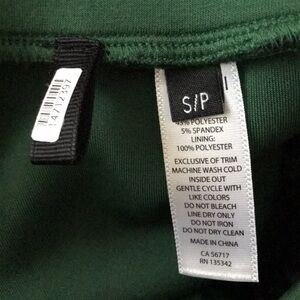 S/P
POLYESTER
5% SPANDEX
LINING:
100% POLYESTER
EXCLUSIVE OF TRIM
MACHINE WASH COLD
INSIDE OUT
GENTLE CYCLE WITH
LIKE COLORS
DO NOT BLEACH
LINE DRY ONLY
DO NOT IRON
DO NOT DRY CLEAN
MADE IN CHINA
CA 56717
RN 135342